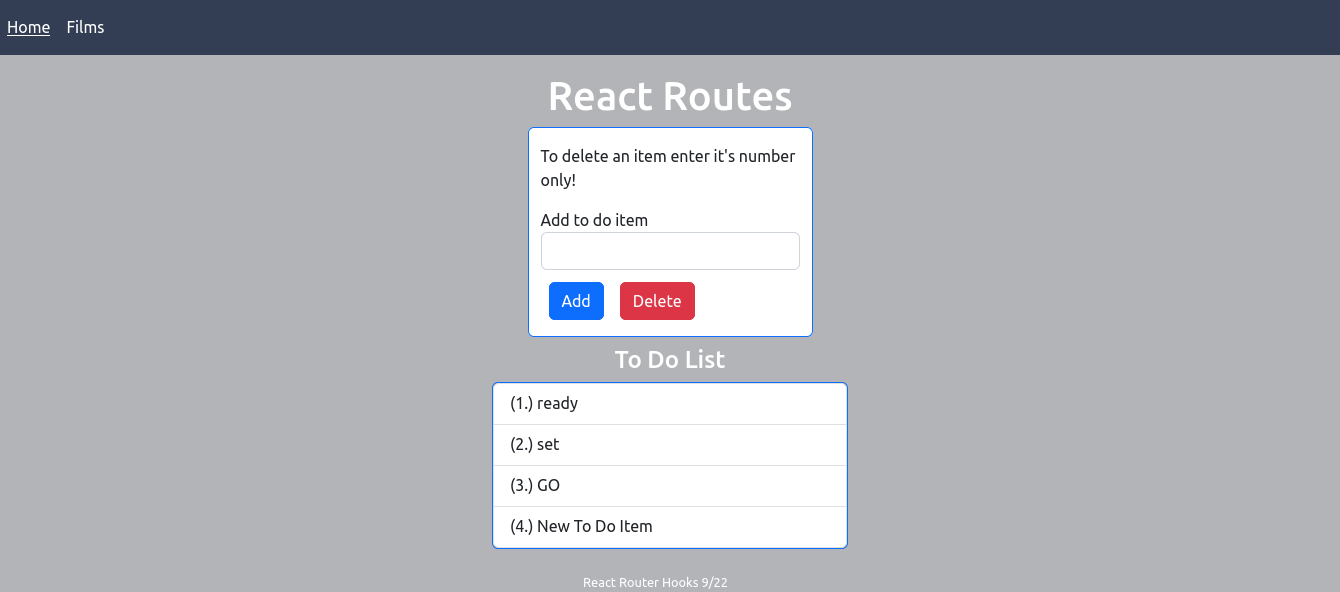 Home Films
React Routes
To delete an item enter it's number
only!
Add to do item
Add Delete
To Do List
(1.) ready
(2.) set
(3.) GO
(4.) New To Do Item
React Router Hooks 9/22